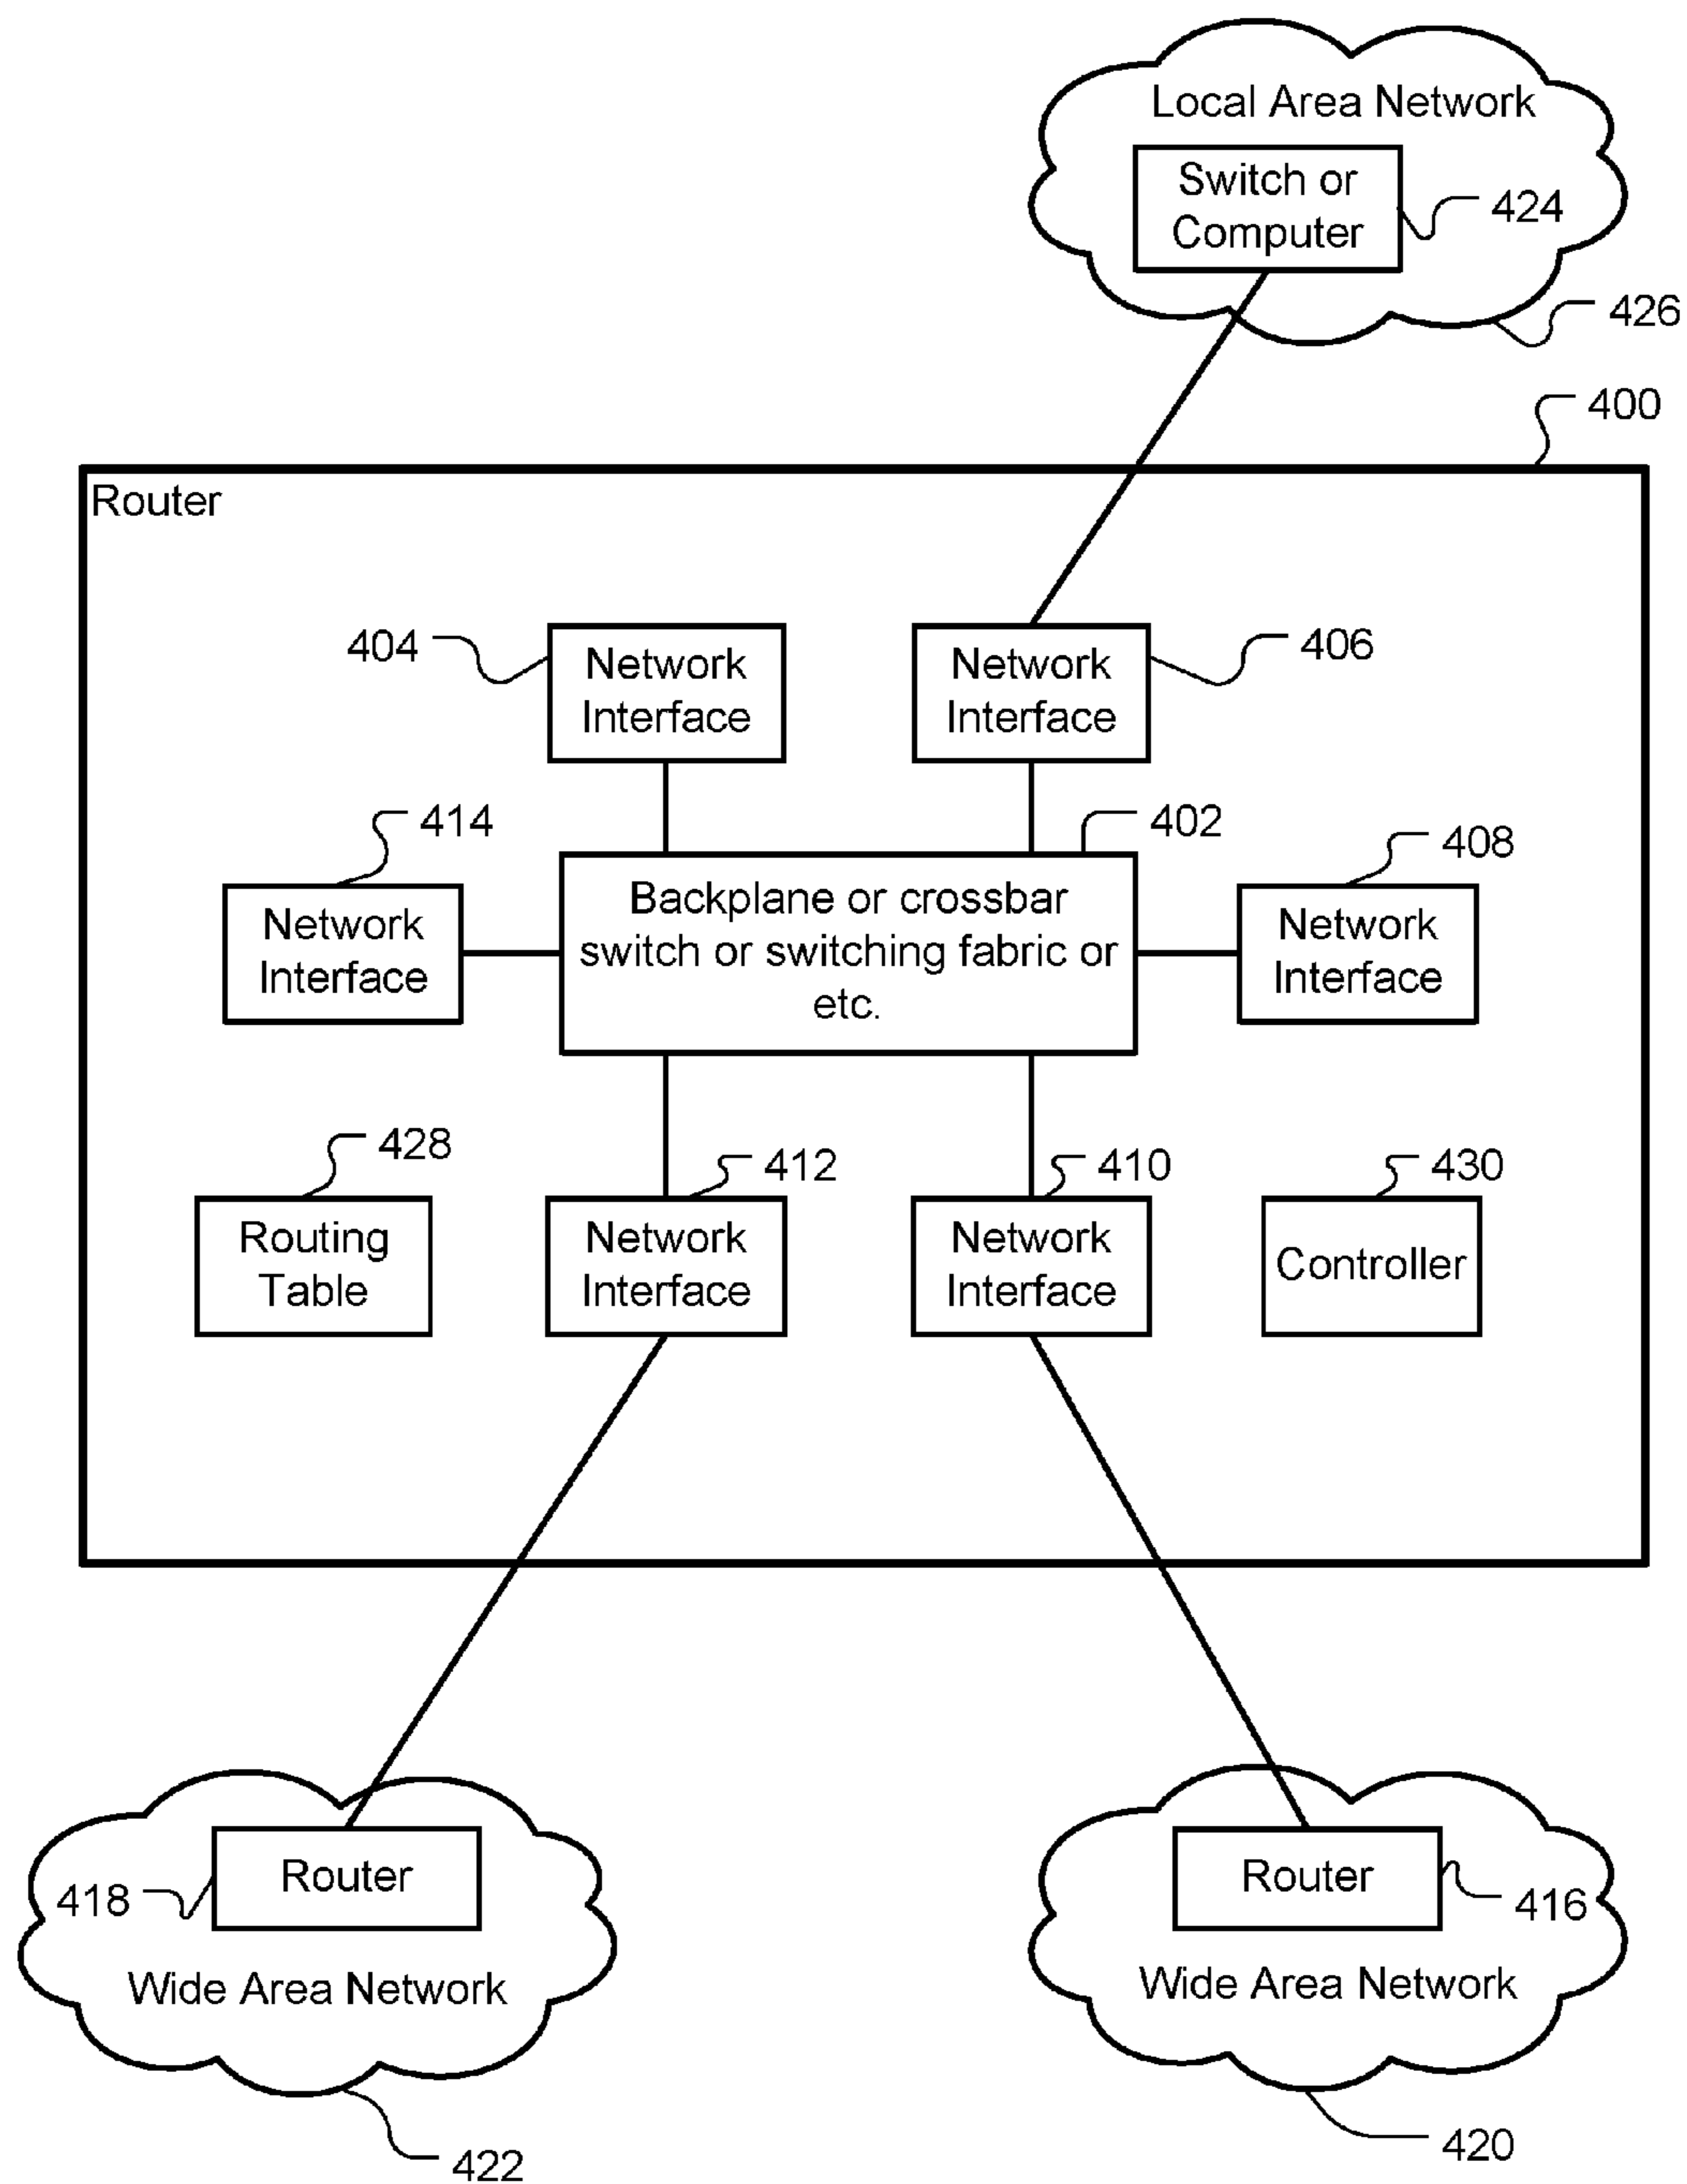 Local Area Network
Switch or
Computer
424
426
400
Router
404
Network
Interface
Network
Interface
406
414
402
408
Network
Interface
Backplane or crossbar
switch or switching fabric or
etc.
Network
Interface
428
412
410
430
Routing
Table
Network
Interface
Network
Interface
Controller
Router
418
Wide Area Network
422
Router
416
Wide Area Network
420